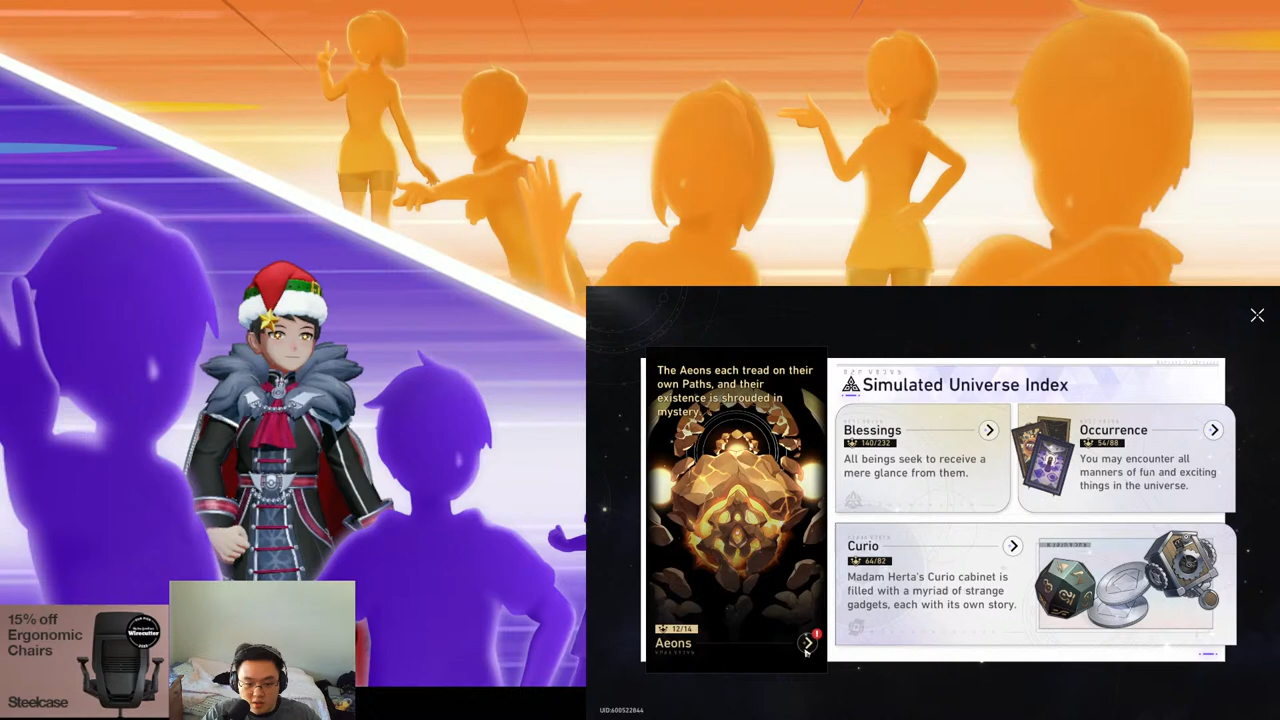 The Aeons each tread on their
own Paths, and their
existence is shrouded in
mystery.
12/14
Aeons
Simulated Universe Index
Blessings
140/232
All beings seek to receive a
mere glance from them.
Occurrence
54/88
You may encounter all
manners of fun and exciting
things in the universe.
Curio
64/82
Madam Herta's Curio cabinet is
filled with a myriad of strange
gadgets, each with its own story.
15% off
Ergonomic
Chairs
Wirecutter
Steelcase
UID:600522844